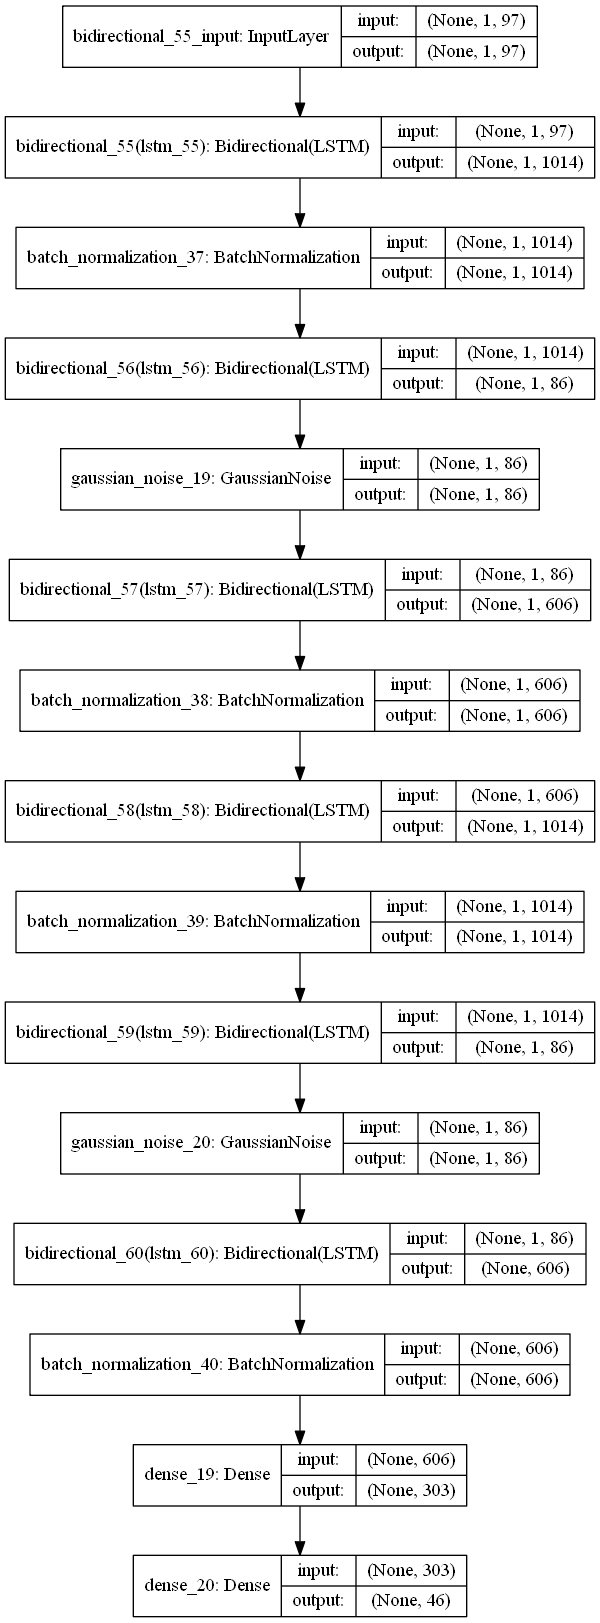 bidirectional_55_input: InputLayer
input: (None, 1, 97)
output: (None, 1, 97)
bidirectional_55(lstm_55): Bidirectional(LSTM)
input: (None, 1, 97)
output: (None, 1, 1014)
batch_normalization_37: BatchNormalization
input: (None, 1, 1014)
output: (None, 1, 1014)
bidirectional_56(lstm_56): Bidirectional(LSTM)
input: (None, 1, 1014)
output: (None, 1, 86)
gaussian_noise_19: GaussianNoise
input: (None, 1, 86)
output: (None, 1, 86)
bidirectional_57(lstm_57): Bidirectional(LSTM)
input: (None, 1, 86)
output: (None, 1, 606)
batch_normalization_38: BatchNormalization
input: (None, 1, 606)
output: (None, 1, 606)
bidirectional_58(lstm_58): Bidirectional(LSTM)
input: (None, 1, 606)
output: (None, 1, 1014)
batch_normalization_39: BatchNormalization
input: (None, 1, 1014)
output: (None, 1, 1014)
bidirectional_59(lstm_59): Bidirectional(LSTM)
input: (None, 1, 1014)
output: (None, 1, 86)
gaussian_noise_20: GaussianNoise
input: (None, 1, 86)
output: (None, 1, 86)
bidirectional_60(lstm_60): Bidirectional(LSTM)
input: (None, 1, 86)
output: (None, 606)
batch_normalization_40: BatchNormalization
input: (None, 606)
output: (None, 606)
dense_19: Dense
input: (None, 606)
output: (None, 303)
dense_20: Dense
input: (None, 303)
output: (None, 46)